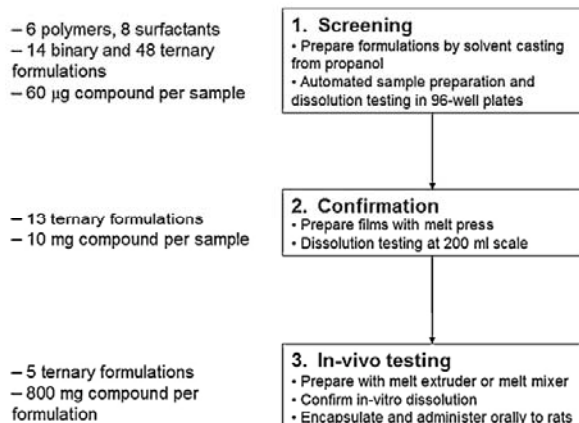 – 6 polymers, 8 surfactants
– 14 binary and 48 ternary
formulations
– 60 μg compound per sample
1. Screening
• Prepare formulations by solvent casting
from propanol
• Automated sample preparation and
dissolution testing in 96-well plates
– 13 ternary formulations
– 10 mg compound per sample
2. Confirmation
• Prepare films with melt press
• Dissolution testing at 200 ml scale
– 5 ternary formulations
– 800 mg compound per
formulation
3. In-vivo testing
• Prepare with melt extruder or melt mixer
• Confirm in-vitro dissolution
• Encapsulate and administer orally to rats